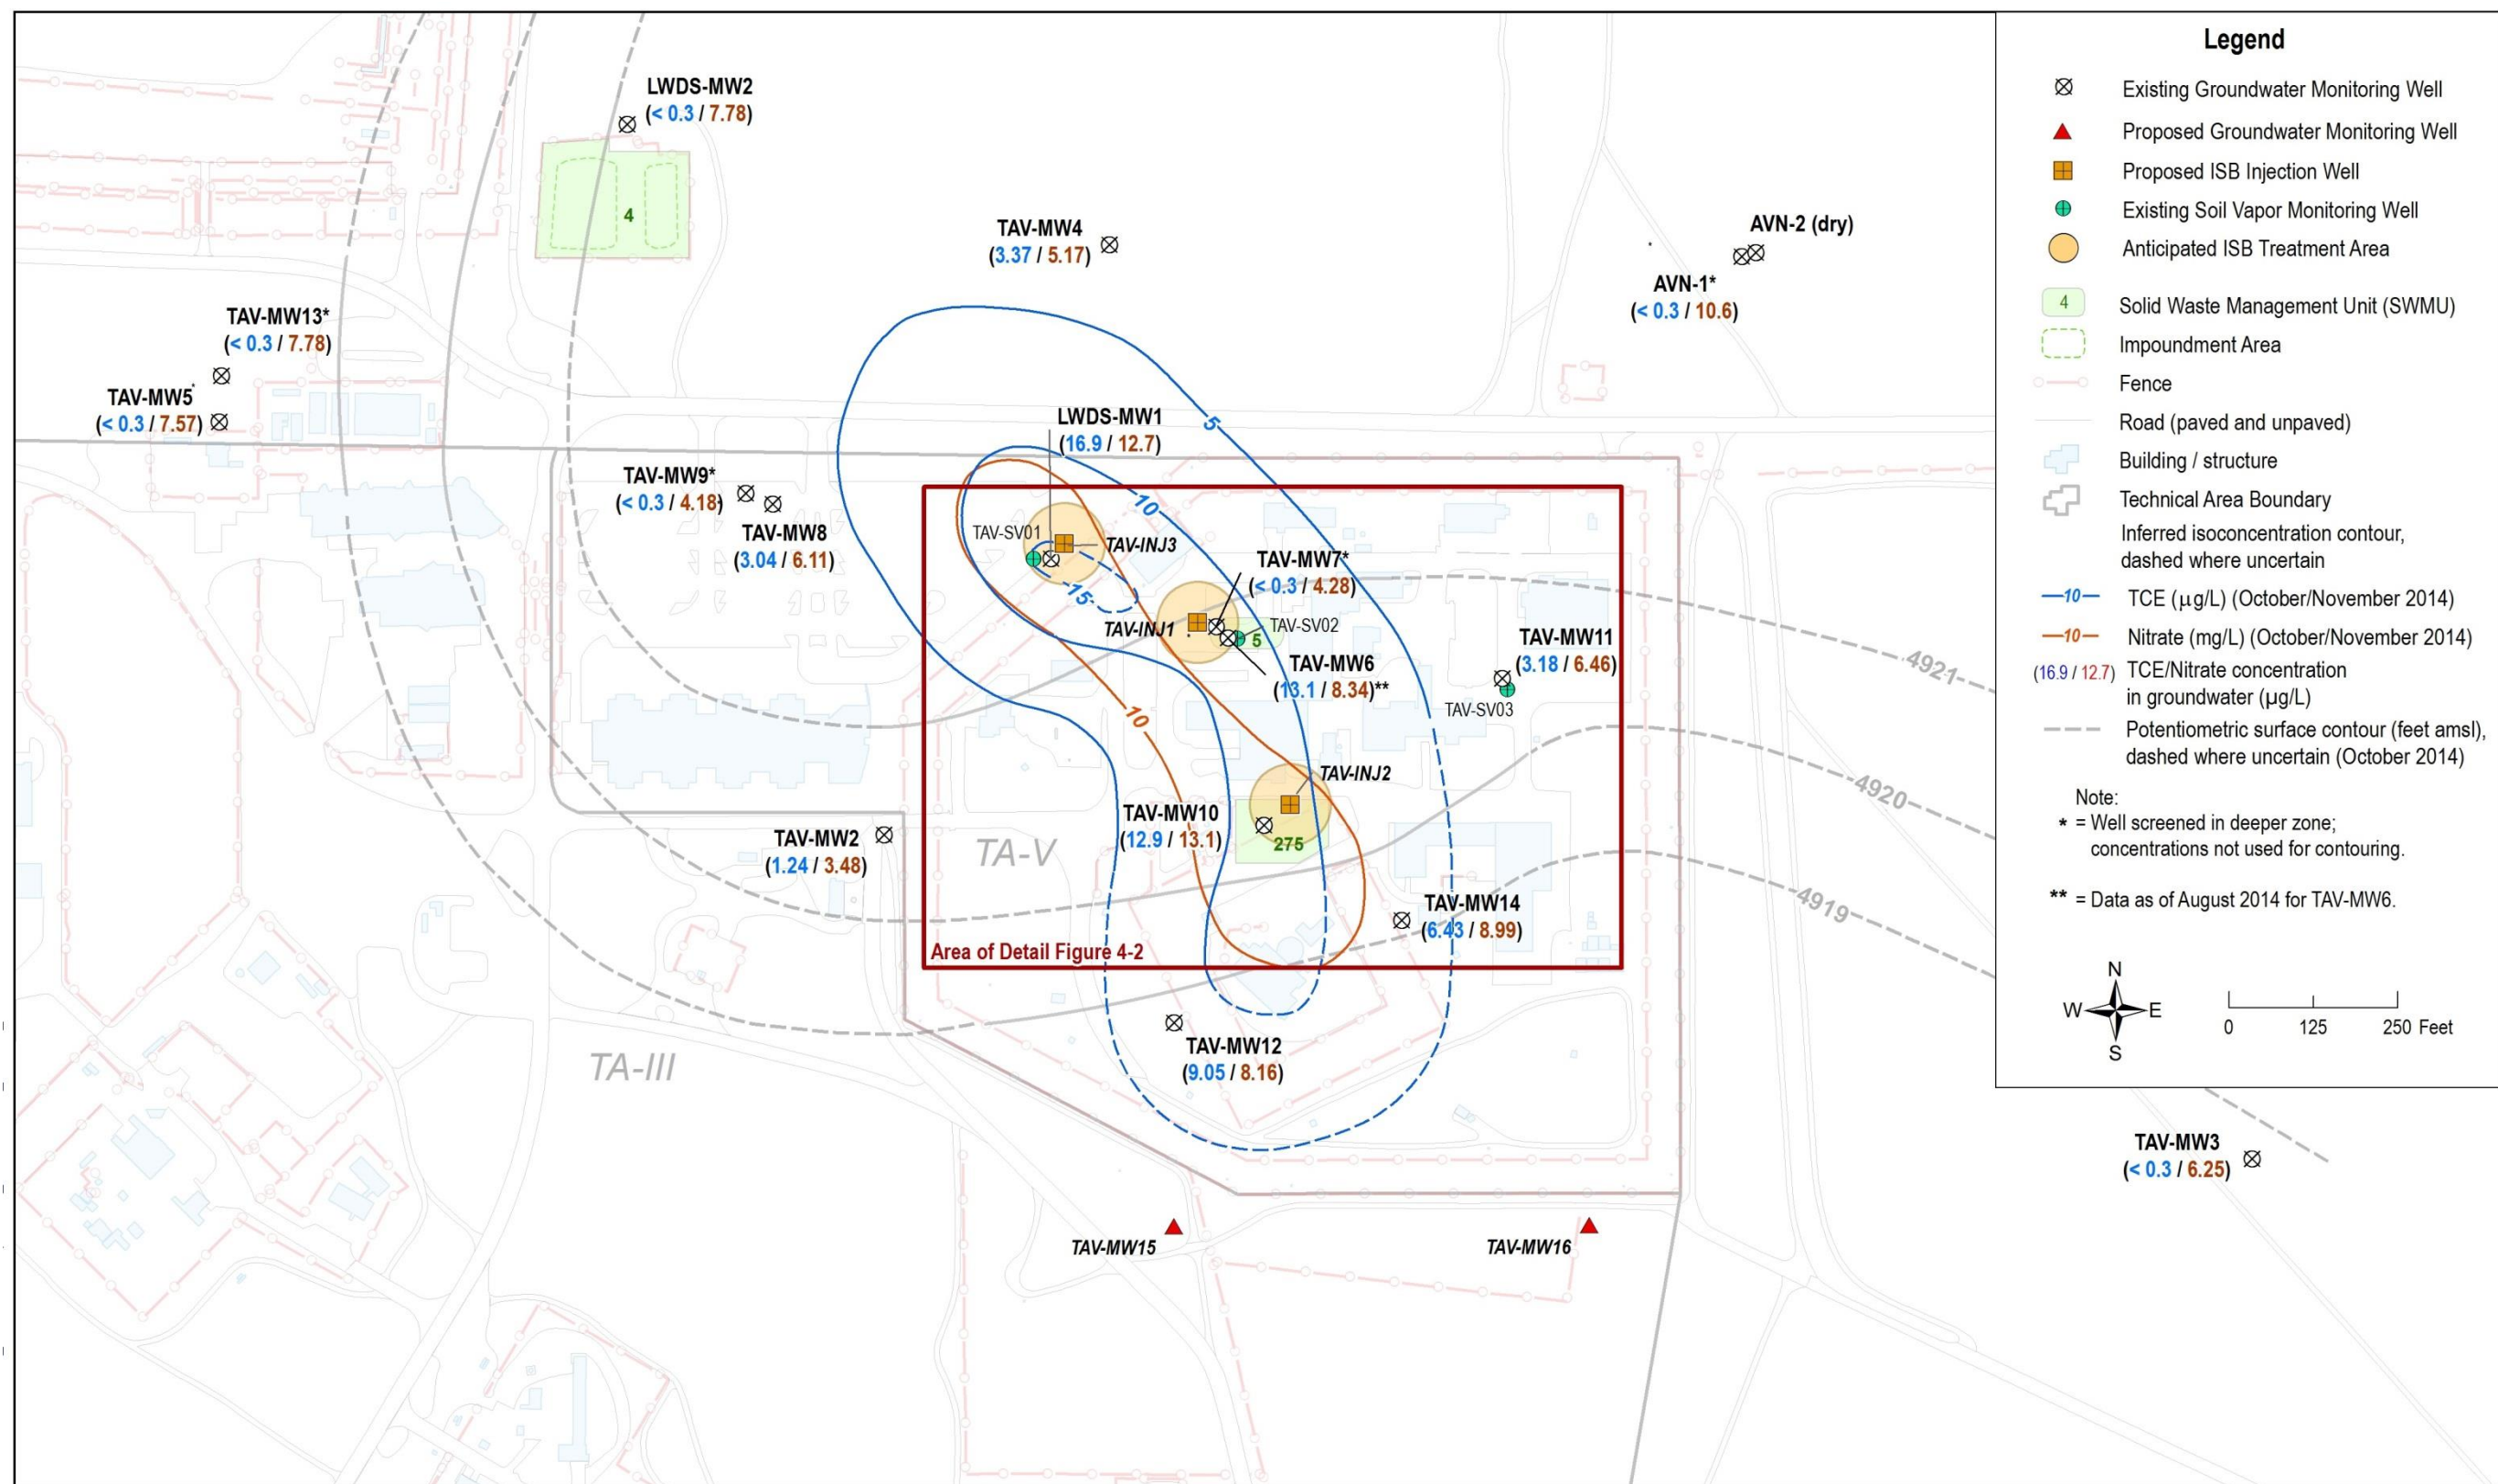 LWDS-MW2
(< 0.3 / 7.78)
4
TAV-MW4
(3.37 / 5.17)
AVN-2 (dry)
AVN-1*
(< 0.3 / 10.6)
TAV-MW13*
(< 0.3 / 7.78)
TAV-MW5
(< 0.3 / 7.57)
5
LWDS-MW1
(16.9 / 12.7)
TAV-MW9*
(< 0.3 / 4.18)
TAV-MW8
(3.04 / 6.11)
10
TAV-SV01
TAV-INJ3
15
TAV-MW7*
(< 0.3 / 4.28)
TAV-INJ1
TAV-SV02
5
TAV-MW6
(13.1 / 8.34)**
TAV-MW11
(3.18 / 6.46)
TAV-SV03
10
TAV-INJ2
TAV-MW10
(12.9 / 13.1)
275
TAV-MW2
(1.24 / 3.48)
TA-V
TAV-MW14
(6.43 / 8.99)
Area of Detail Figure 4-2
4921
4920
4919
TAV-MW12
(9.05 / 8.16)
TA-III
TAV-MW15
TAV-MW16
TAV-MW3
(< 0.3 / 6.25)
Legend
Existing Groundwater Monitoring Well
Proposed Groundwater Monitoring Well
Proposed ISB Injection Well
Existing Soil Vapor Monitoring Well
Anticipated ISB Treatment Area
4 Solid Waste Management Unit (SWMU)
Impoundment Area
Fence
Road (paved and unpaved)
Building / structure
Technical Area Boundary
Inferred isoconcentration contour,
dashed where uncertain
10 TCE (µg/L) (October/November 2014)
10 Nitrate (mg/L) (October/November 2014)
(16.9 / 12.7) TCE/Nitrate concentration
in groundwater (µg/L)
Potentiometric surface contour (feet amsl),
dashed where uncertain (October 2014)
Note:
* = Well screened in deeper zone;
concentrations not used for contouring.
** = Data as of August 2014 for TAV-MW6.
N
W E
S
0 125 250 Feet